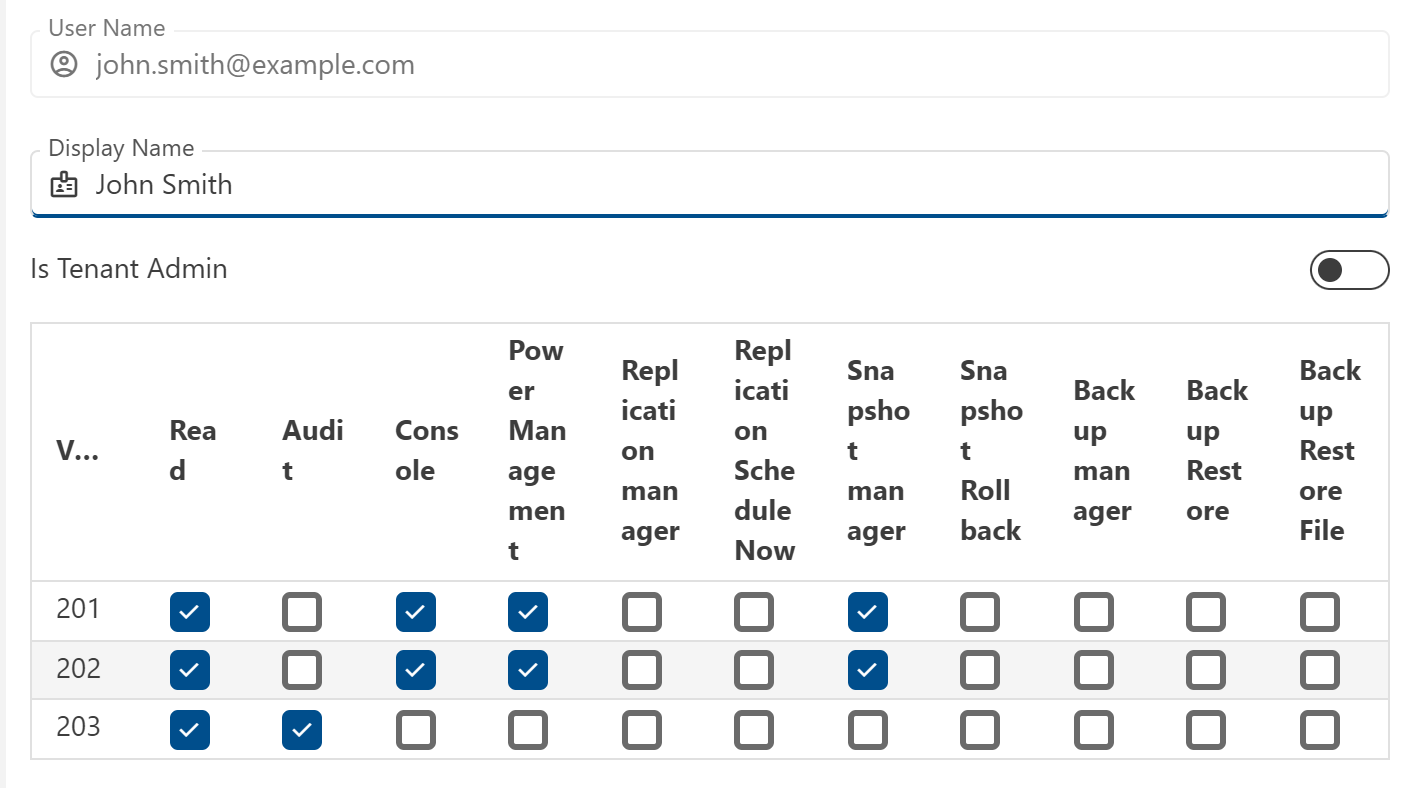 User Name
john.smith@example.com
Display Name
John Smith
Is Tenant Admin
V...
Rea
d
Audi
t
Cons
ole
Pow
er
Man
age
men
t
Repl
icati
on
man
ager
Repl
icati
on
Sche
dule
Now
Sna
psho
t
man
ager
Sna
psho
t
Roll
back
Back
up
man
ager
Back
up
Rest
ore
Back
up
Rest
ore
File
201
202
203